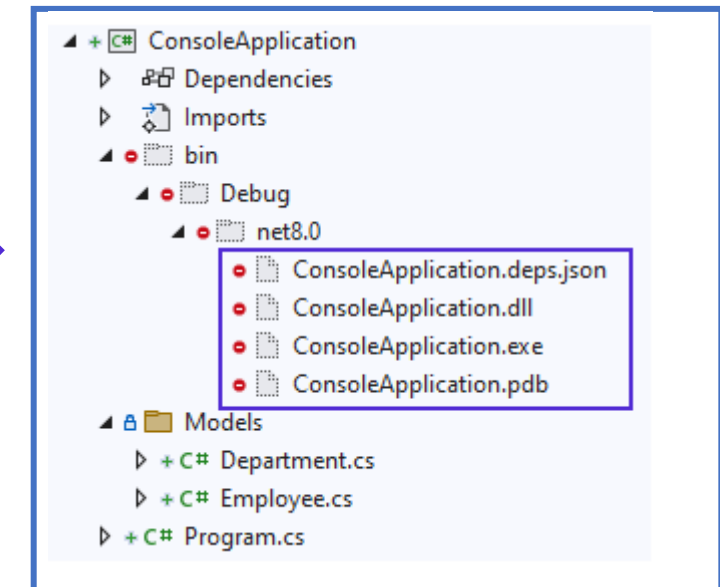 ConsoleApplication
Dependencies
Imports
bin
Debug
net8.0
ConsoleApplication.deps.json
ConsoleApplication.dll
ConsoleApplication.exe
ConsoleApplication.pdb
Models
+ C# Department.cs
+ C# Employee.cs
+ C# Program.cs